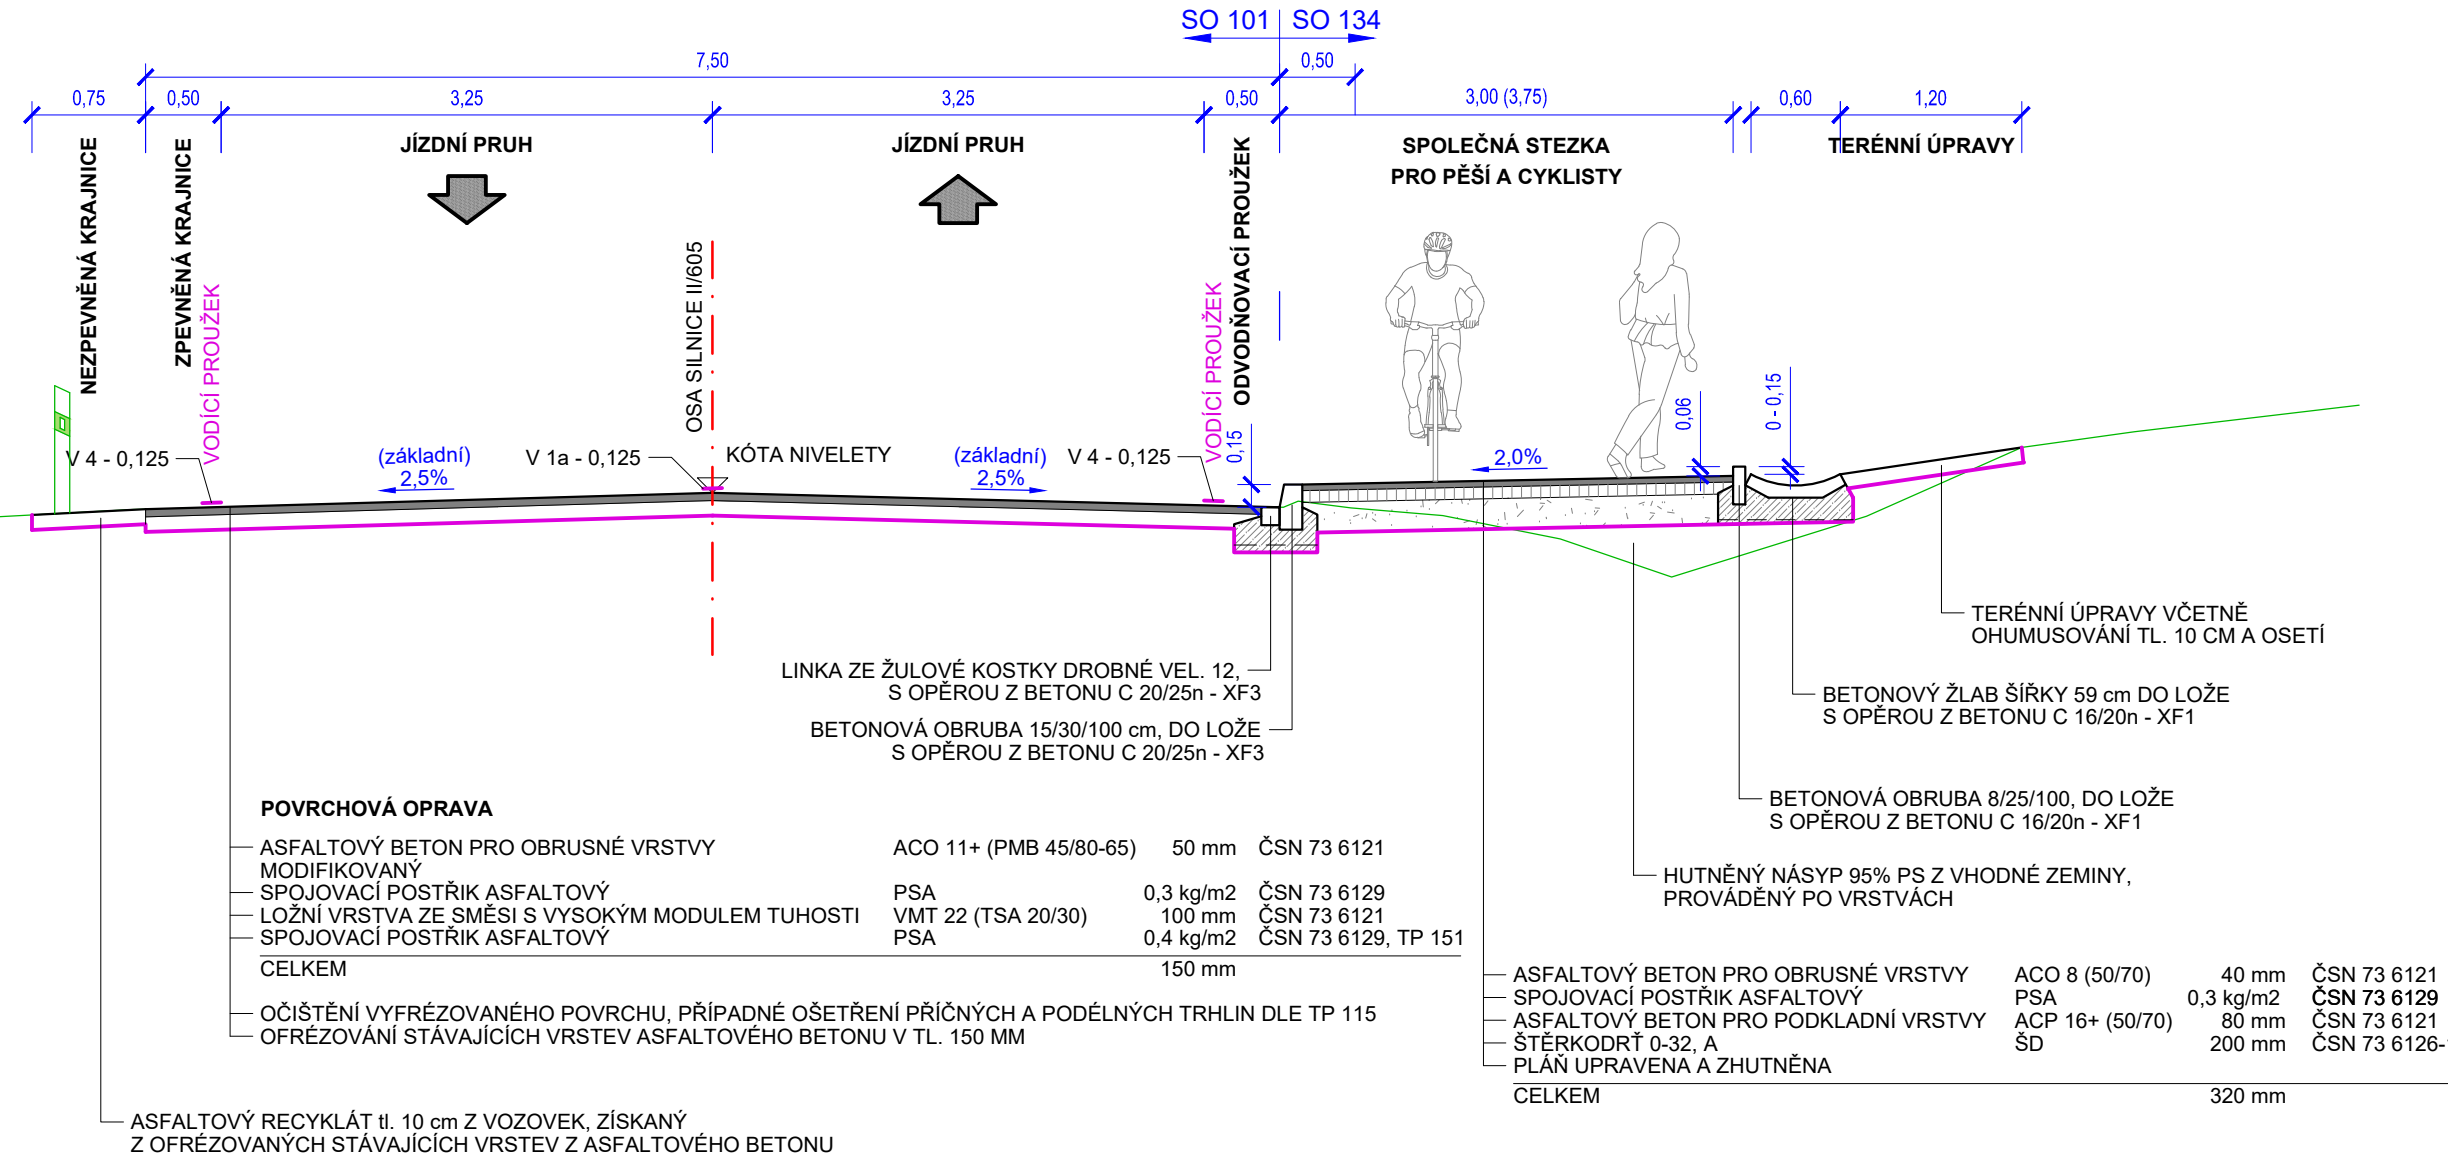 SO 101 SO 134
7,50 0,50
0,75 0,50 3,25 3,25 0,50 3,00 (3,75) 0,60 1,20
NEZPEVNĚNÁ KRAJNICE
ZPEVNĚNÁ KRAJNICE
VODÍCÍ PROUŽEK
JÍZDNÍ PRUH
OSA SILNICE II/605
JÍZDNÍ PRUH
VODÍCÍ PROUŽEK
ODVODŇOVACÍ PROUŽEK
SPOLEČNÁ STEZKA
PRO PĚŠÍ A CYKLISTY
TERÉNNÍ ÚPRAVY
V 4 - 0,125
(základní)
2,5%
V 1a - 0,125
KÓTA NIVELETY
(základní)
2,5%
V 4 - 0,125
0,15
2,0%
0,06
0 - 0,15
TERÉNNÍ ÚPRAVY VČETNĚ
OHUMUSOVÁNÍ TL. 10 CM A OSETÍ
LINKA ZE ŽULOVÉ KOSTKY DROBNÉ VEL. 12,
S OPĚROU Z BETONU C 20/25n - XF3
BETONOVÝ ŽLAB ŠÍŘKY 59 cm DO LOŽE
S OPĚROU Z BETONU C 16/20n - XF1
BETONOVÁ OBRUBA 15/30/100 cm, DO LOŽE
S OPĚROU Z BETONU C 20/25n - XF3
BETONOVÁ OBRUBA 8/25/100, DO LOŽE
S OPĚROU Z BETONU C 16/20n - XF1
HUTNĚNÝ NÁSYP 95% PS Z VHODNÉ ZEMINY,
PROVÁDĚNÝ PO VRSTVÁCH
POVRCHOVÁ OPRAVA
ASFALTOVÝ BETON PRO OBRUSNÉ VRSTVY ACO 11+ (PMB 45/80-65) 50 mm ČSN 73 6121
MODIFIKOVANÝ
SPOJOVACÍ POSTŘIK ASFALTOVÝ PSA 0,3 kg/m2 ČSN 73 6129
LOŽNÍ VRSTVA ZE SMĚSI S VYSOKÝM MODULEM TUHOSTI VMT 22 (TSA 20/30) 100 mm ČSN 73 6121
SPOJOVACÍ POSTŘIK ASFALTOVÝ PSA 0,4 kg/m2 ČSN 73 6129, TP 151
CELKEM 150 mm
OČIŠTĚNÍ VYFRÉZOVANÉHO POVRCHU, PŘÍPADNÉ OŠETŘENÍ PŘÍČNÝCH A PODÉLNÝCH TRHLIN DLE TP 115
OFRÉZOVÁNÍ STÁVAJÍCÍCH VRSTEV ASFALTOVÉHO BETONU V TL. 150 MM
ASFALTOVÝ BETON PRO OBRUSNÉ VRSTVY ACO 8 (50/70) 40 mm ČSN 73 6121
SPOJOVACÍ POSTŘIK ASFALTOVÝ PSA 0,3 kg/m2 ČSN 73 6129
ASFALTOVÝ BETON PRO PODKLADNÍ VRSTVY ACP 16+ (50/70) 80 mm ČSN 73 6121
ŠTĚRKODRŤ 0-32, A ŠD 200 mm ČSN 73 6126-
PLÁŇ UPRAVENA A ZHUTNĚNA
CELKEM 320 mm
ASFALTOVÝ RECYKLÁT tl. 10 cm Z VOZOVEK, ZÍSKANÝ
Z OFRÉZOVANÝCH STÁVAJÍCÍCH VRSTEV Z ASFALTOVÉHO BETONU